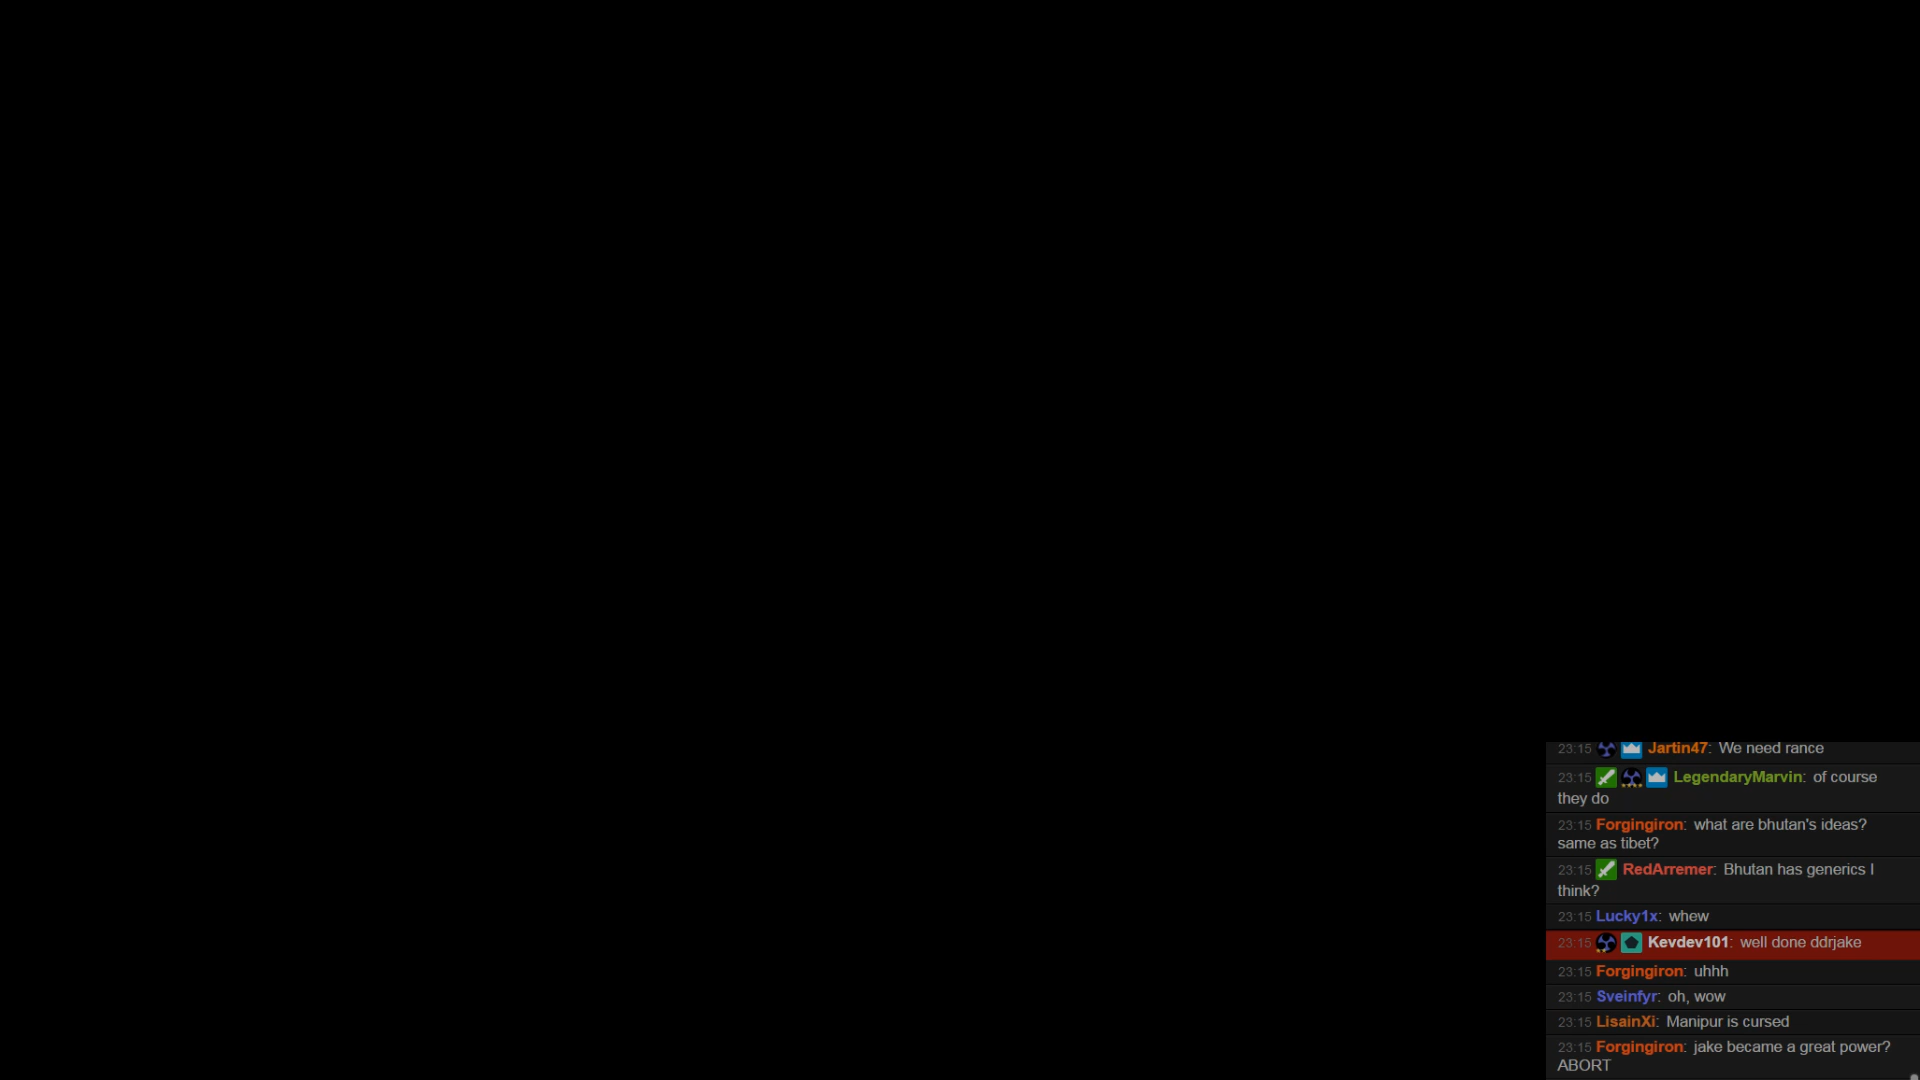 23:15 Jartin47: We need rance
23:15 LegendaryMarvin: of course
they do
23:15 Forgingiron: what are bhutan's ideas?
same as tibet?
23:15 RedArremer: Bhutan has generics I
think?
23:15 Lucky1x: whew
23:15 Kevdev101: well done ddrjake
23:15 Forgingiron: uhhh
23:15 Sveinfyr: oh, wow
23:15 LisainXi: Manipur is cursed
23:15 Forgingiron: jake became a great power?
ABORT